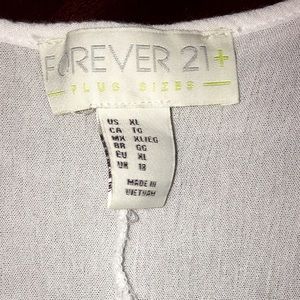 FOREVER 21+
PLUS SIZES
US XL
CA TG
MX XL/EG
BR GG
EU XL
UK 18
MADE IN
VIETNAM